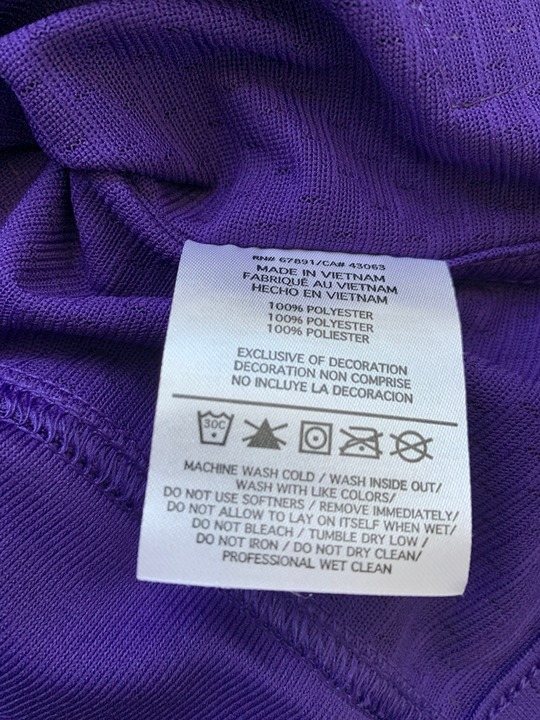 RN# 67891/CA# 43063
MADE IN VIETNAM
FABRIQUÉ AU VIETNAM
HECHO EN VIETNAM
100% POLYESTER
100% POLYESTER
100% POLIESTER
EXCLUSIVE OF DECORATION
DECORATION NON COMPRISE
NO INCLUYE LA DECORACION
30C
MACHINE WASH COLD / WASH INSIDE OUT/
WASH WITH LIKE COLORS/
DO NOT USE SOFTNERS / REMOVE IMMEDIATELY/
DO NOT ALLOW TO LAY ON ITSELF WHEN WET/
DO NOT BLEACH / TUMBLE DRY LOW /
DO NOT IRON / DO NOT DRY CLEAN/
PROFESSIONAL WET CLEAN